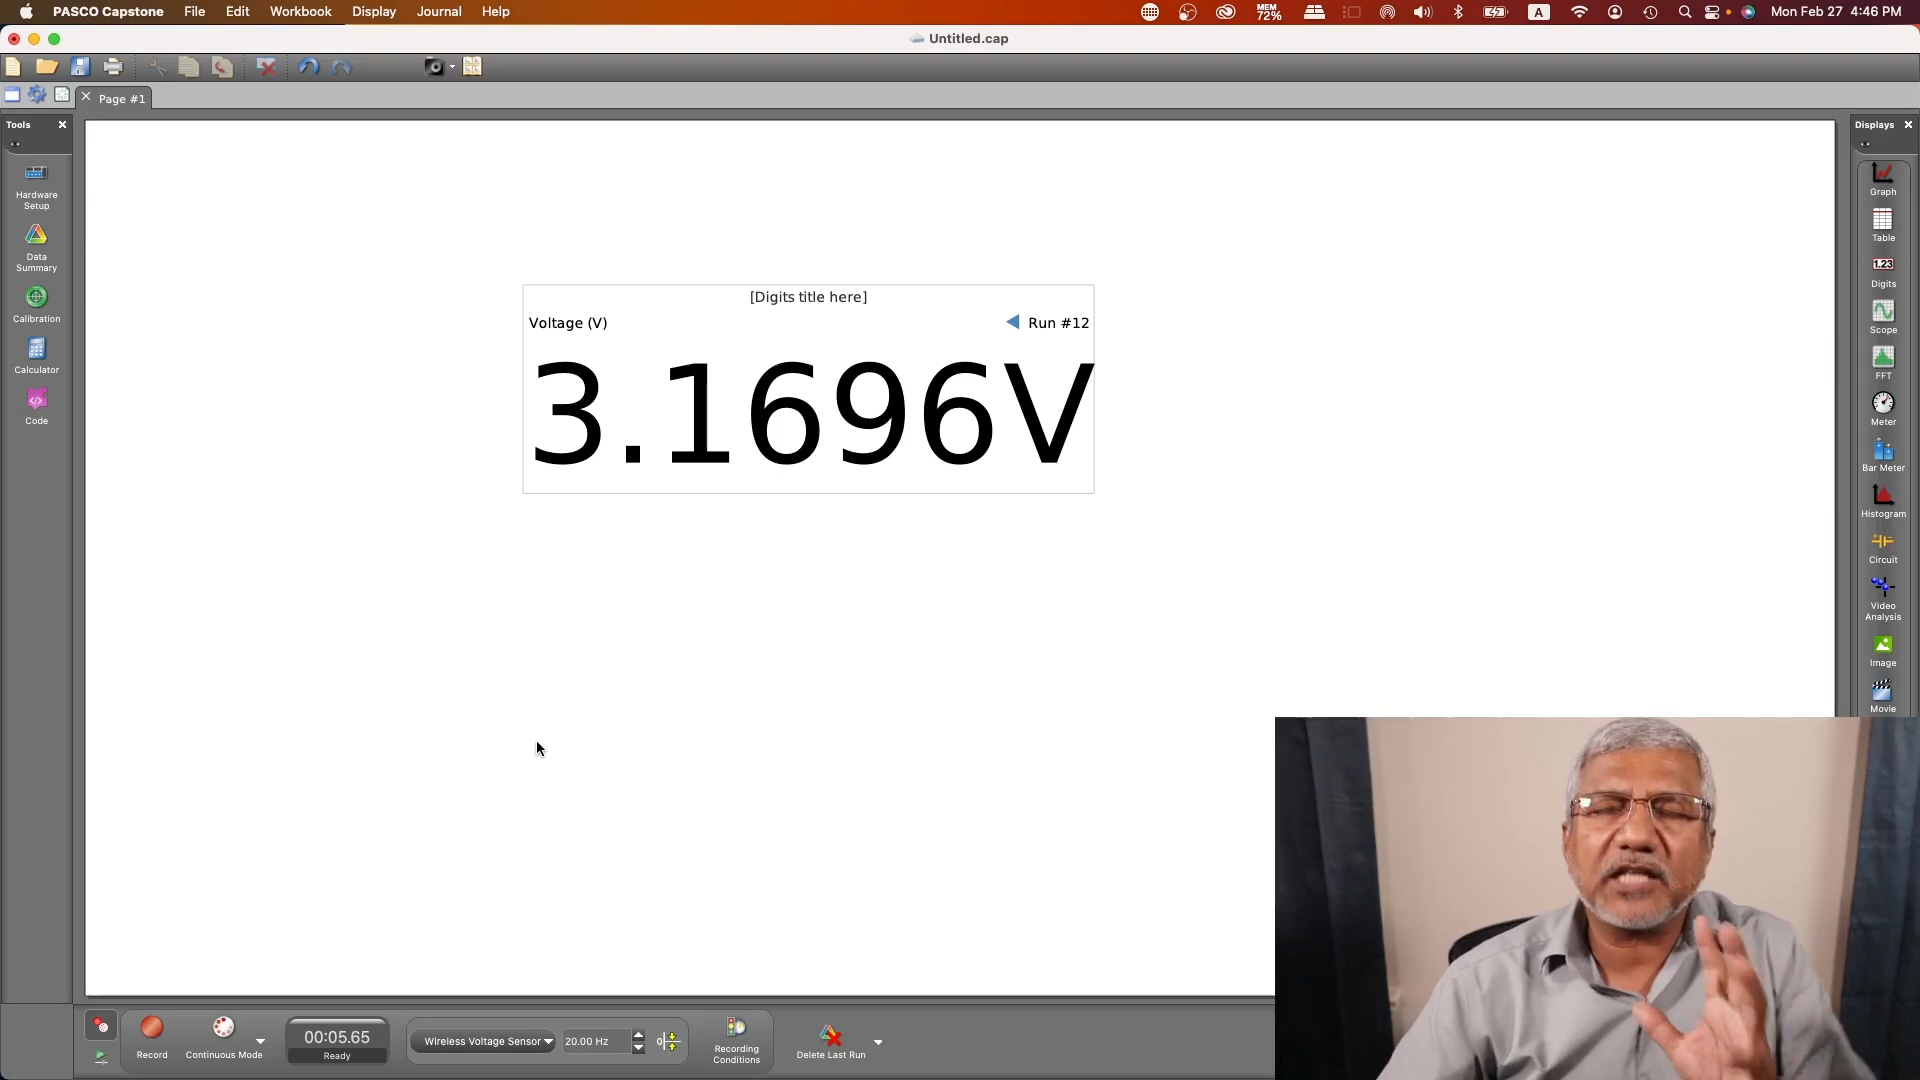 PASCO Capstone File Edit Workbook Display Journal Help MEM 72% A Mon Feb 27 4:46 PM
Untitled.cap
Page #1
Tools
Hardware
Setup
Data
Summary
Calibration
Calculator
Code
[Digits title here]
Voltage (V) Run #12
3.1696V
Displays
Graph
Table
1.23
Digits
Scope
FFT
Meter
Bar Meter
Histogram
Circuit
Video
Analysis
Image
Movie
Record
Continuous Mode
00:05.65
Ready
Wireless Voltage Sensor
20.00 Hz
0
Recording
Conditions
Delete Last Run